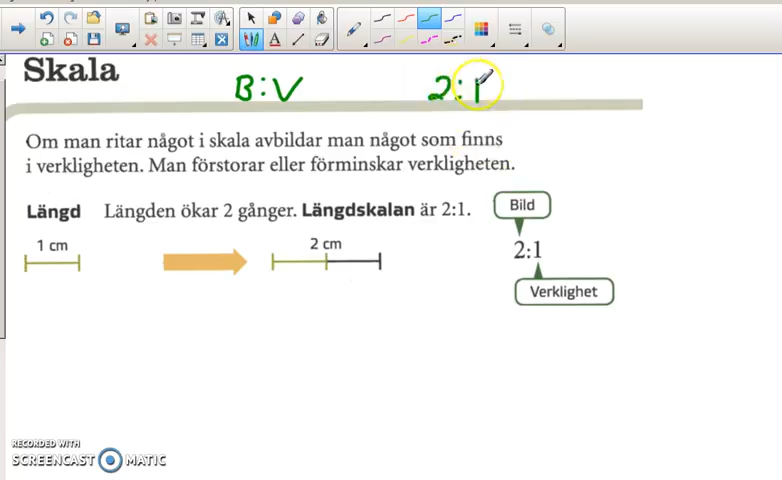 Skala
B:V 2:1
Om man ritar något i skala avbildar man något som finns
i verkligheten. Man förstorar eller förminskar verkligheten.
Längd Längden ökar 2 gånger. Längdskalan är 2:1.
Bild
1 cm
2 cm
2:1
Verklighet
RECORDED WITH
SCREENCAST MATIC